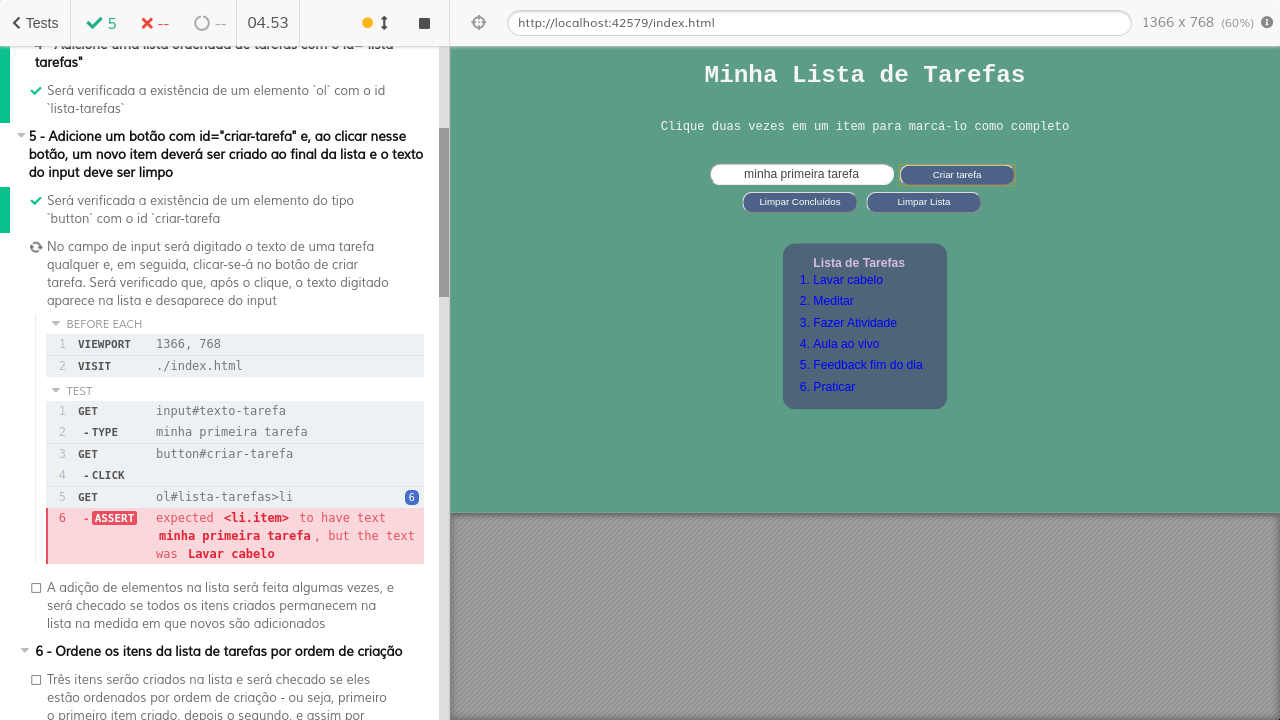 Tests
5
--
--
04.53
http://localhost:42579/index.html
1366 x 768 (60%)
4 - Adicione uma lista ordenada de tarefas com o id="lista-
tarefas"
Será verificada a existência de um elemento `ol` com o id
`lista-tarefas`
5 - Adicione um botão com id="criar-tarefa" e, ao clicar nesse
botão, um novo item deverá ser criado ao final da lista e o texto
do input deve ser limpo
Será verificada a existência de um elemento do tipo
`button` com o id `criar-tarefa
No campo de input será digitado o texto de uma tarefa
qualquer e, em seguida, clicar-se-á no botão de criar
tarefa. Será verificado que, após o clique, o texto digitado
aparece na lista e desaparece do input
BEFORE EACH
1 VIEWPORT 1366, 768
2 VISIT ./index.html
TEST
1 GET input#texto-tarefa
2 -TYPE minha primeira tarefa
3 GET button#criar-tarefa
4 -CLICK
5 GET ol#lista-tarefas>li 6
6 -ASSERT expected <li.item> to have text
minha primeira tarefa, but the text
was Lavar cabelo
A adição de elementos na lista será feita algumas vezes, e
será checado se todos os itens criados permanecem na
lista na medida em que novos são adicionados
6 - Ordene os itens da lista de tarefas por ordem de criação
Três itens serão criados na lista e será checado se eles
estão ordenados por ordem de criação - ou seja, primeiro
o primeiro item criado, depois o segundo, e assim por
Minha Lista de Tarefas
Clique duas vezes em um item para marcá-lo como completo
minha primeira tarefa
Criar tarefa
Limpar Concluídos
Limpar Lista
Lista de Tarefas
1. Lavar cabelo
2. Meditar
3. Fazer Atividade
4. Aula ao vivo
5. Feedback fim do dia
6. Praticar